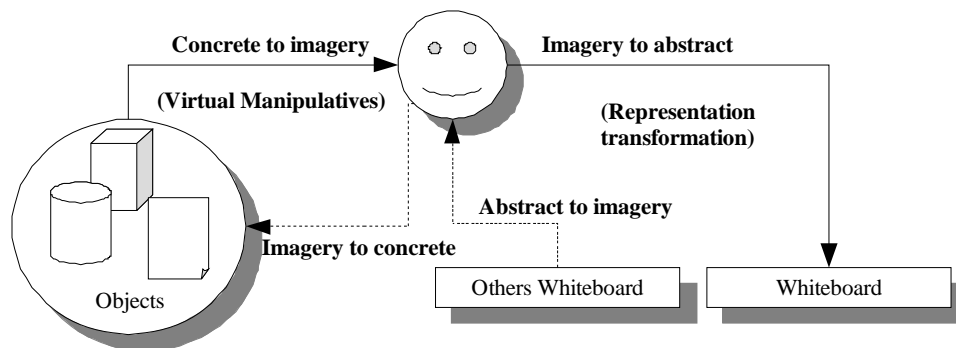 Concrete to imagery
Imagery to abstract
(Virtual Manipulatives)
(Representation
transformation)
Abstract to imagery
Imagery to concrete
Objects
Others Whiteboard
Whiteboard